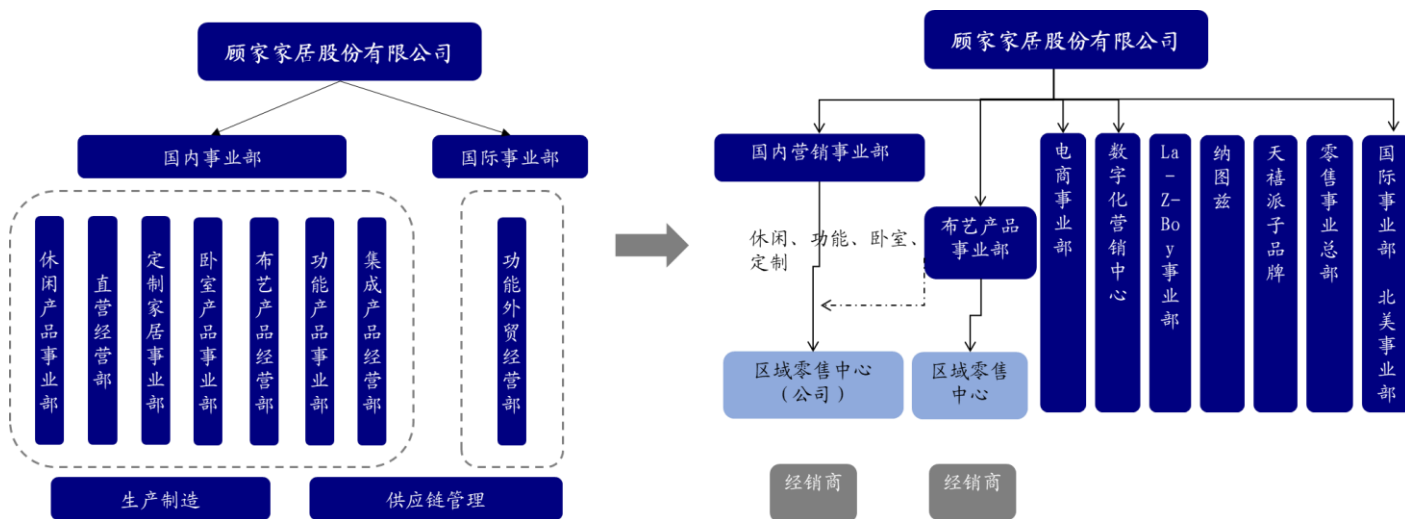 顾家家居股份有限公司
国内事业部
国际事业部
休闲产品事业部
直营经营部
定制家居事业部
卧室产品事业部
布艺产品经营部
功能产品事业部
集成产品经营部
功能外贸经营部
生产制造
供应链管理
顾家家居股份有限公司
国内营销事业部
休闲、功能、卧室、
定制
布艺产品
事业部
区域零售中心
（公司）
区域零售
中心
经销商
经销商
电商事业部
数字化营销中心
La-Z-Boy事业部
纳图兹
天禧派子品牌
零售事业总部
国际事业部 北美事业部